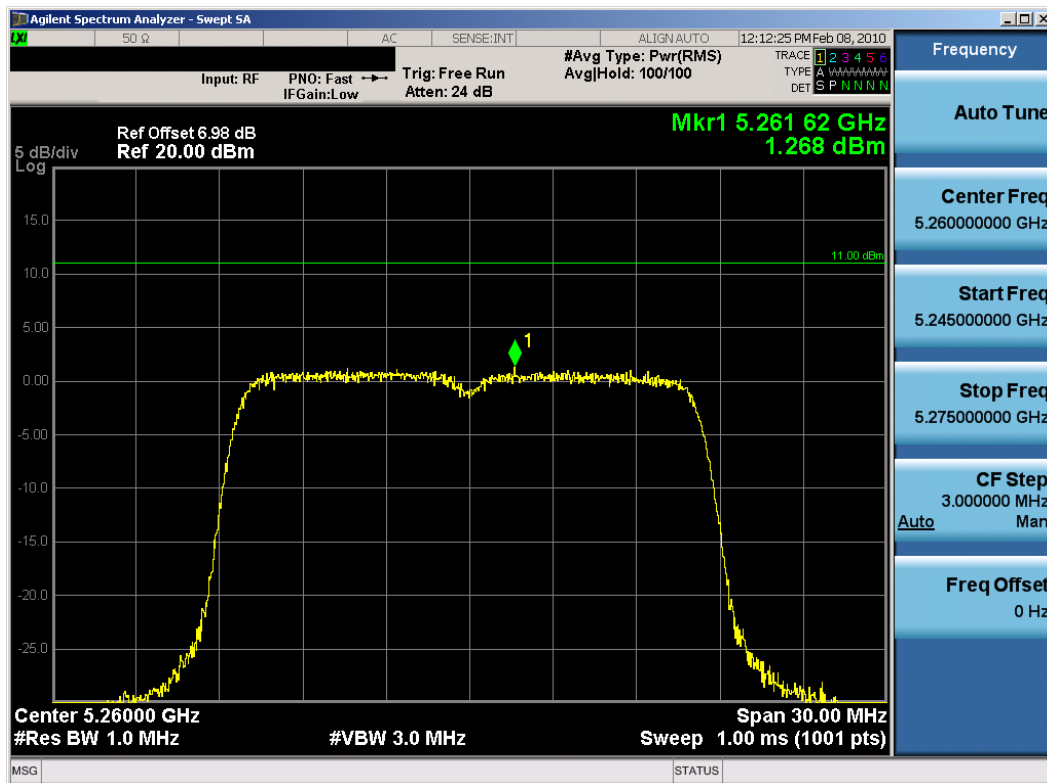 Agilent Spectrum Analyzer - Swept SA
LXI 50 Ω AC SENSE:INT ALIGN AUTO 12:12:25 PM Feb 08, 2010
Input: RF PNO: Fast Trig: Free Run #Avg Type: Pwr(RMS) TRACE 1 2 3 4 5 6
IFGain:Low Atten: 24 dB Avg|Hold: 100/100 TYPE A WWWWW
DET S P N N N N
Mkr1 5.261 62 GHz
1.268 dBm
Ref Offset 6.98 dB
5 dB/div Ref 20.00 dBm
Log
15.0
11.00 dBm
10.0
5.00
1
0.00
-5.00
-10.0
-15.0
-20.0
-25.0
Center 5.26000 GHz Span 30.00 MHz
#Res BW 1.0 MHz #VBW 3.0 MHz Sweep 1.00 ms (1001 pts)
MSG STATUS
Frequency
Auto Tune
Center Freq
5.260000000 GHz
Start Freq
5.245000000 GHz
Stop Freq
5.275000000 GHz
CF Step
3.000000 MHz
Auto Man
Freq Offset
0 Hz